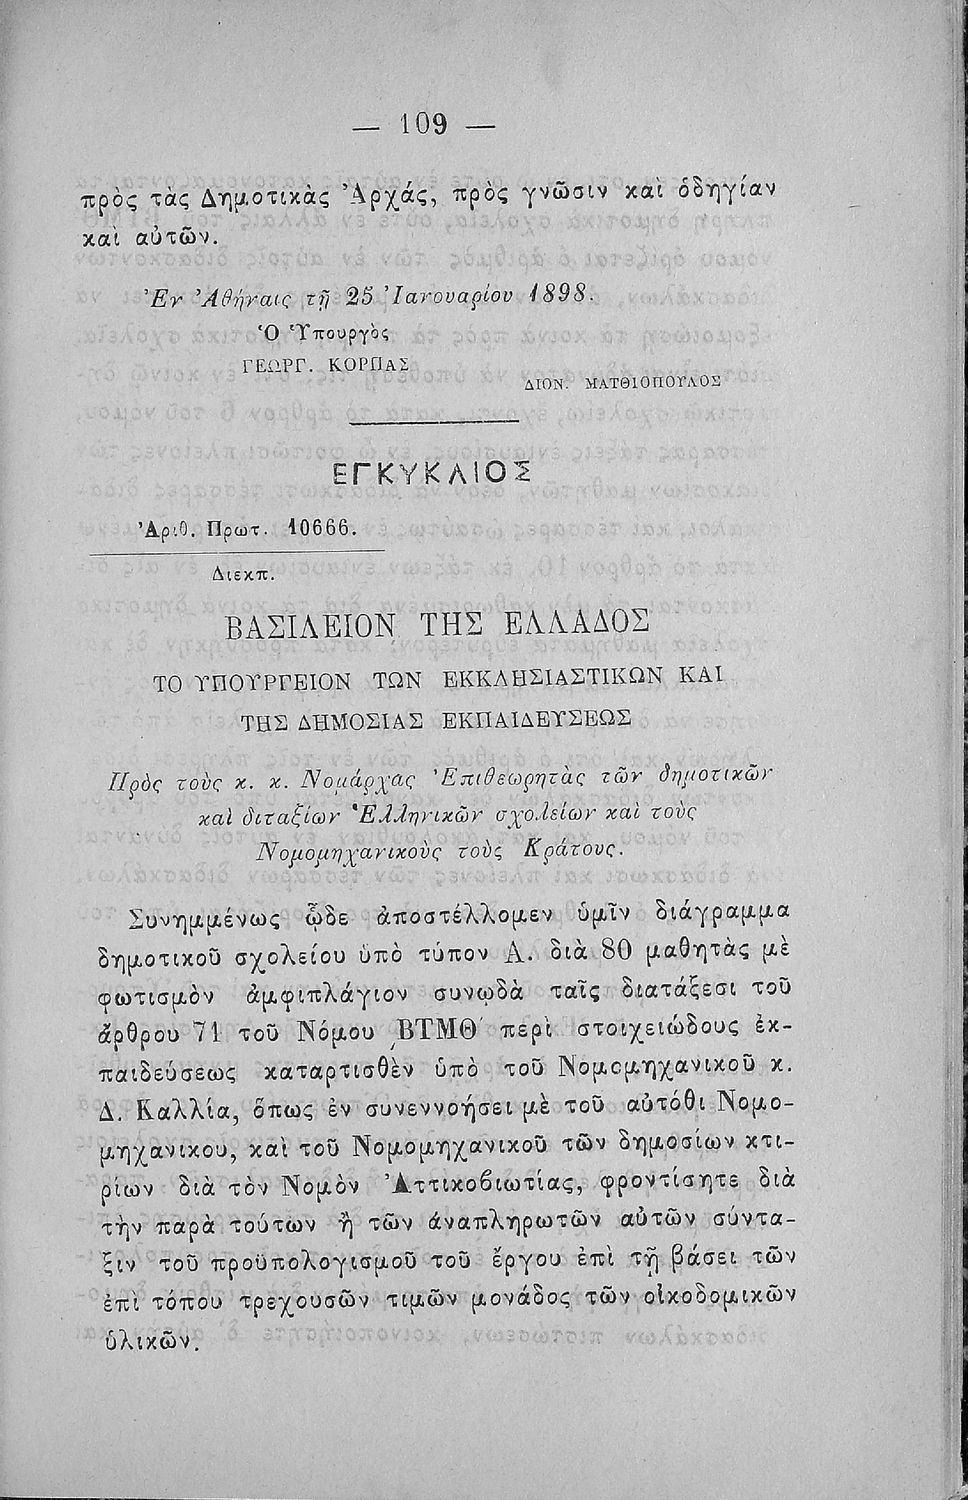 — 109 —
πρὸς τὰς Δημοτικὰς Ἀρχάς, πρὸς γνῶσιν καὶ ὁδηγίαν
καὶ αὐτῶν.
Ἐν Ἀθήναις τῇ 25 Ἰανουαρίου 1898.
Ὁ Ὑπουργὸς
ΓΕΩΡΓ. ΚΟΡΠΑΣ
ΔΙΟΝ. ΜΑΤΘΙΟΠΟΥΛΟΣ
ΕΓΚΥΚΛΙΟΣ
Ἀριθ. Πρωτ. 10666.
Διεκπ.
ΒΑΣΙΛΕΙΟΝ ΤΗΣ ΕΛΛΑΔΟΣ
ΤΟ ΥΠΟΥΡΓΕΙΟΝ ΤΩΝ ΕΚΚΛΗΣΙΑΣΤΙΚΩΝ ΚΑΙ
ΤΗΣ ΔΗΜΟΣΙΑΣ ΕΚΠΑΙΔΕΥΣΕΩΣ
Πρὸς τοὺς κ. κ. Νομάρχας Ἐπιθεωρητὰς τῶν δημοτικῶν
καὶ διταξίων Ἑλληνικῶν σχολείων καὶ τοὺς
Νομομηχανικοὺς τοὺς Κράτους.
Συνημμένως ᾧδε ἀποστέλλομεν ὑμῖν διάγραμμα
δημοτικοῦ σχολείου ὑπὸ τύπον Α. διὰ 80 μαθητὰς μὲ
φωτισμὸν ἀμφιπλάγιον συνῳδὰ ταῖς διατάξεσι τοῦ
ἄρθρου 71 τοῦ Νόμου ͵ΒΤΜΘʹ περὶ στοιχειώδους ἐκ-
παιδεύσεως καταρτισθὲν ὑπὸ τοῦ Νομομηχανικοῦ κ.
Δ. Καλλία, ὅπως ἐν συνεννοήσει μὲ τοῦ αὐτόθι Νομο-
μηχανικου, καὶ τοῦ Νομομηχανικοῦ τῶν δημοσίων κτι-
ρίων διὰ τὸν Νομὸν Ἀττικοβιωτίας, φροντίσητε διὰ
τὴν παρὰ τούτων ἢ τῶν ἀναπληρωτῶν αὐτῶν σύντα-
ξιν τοῦ προϋπολογισμοῦ τοῦ ἔργου ἐπὶ τῇ βάσει τῶν
ἐπὶ τόπου τρεχουσῶν τιμῶν μονάδος τῶν οἰκοδομικῶν
ὑλικῶν.